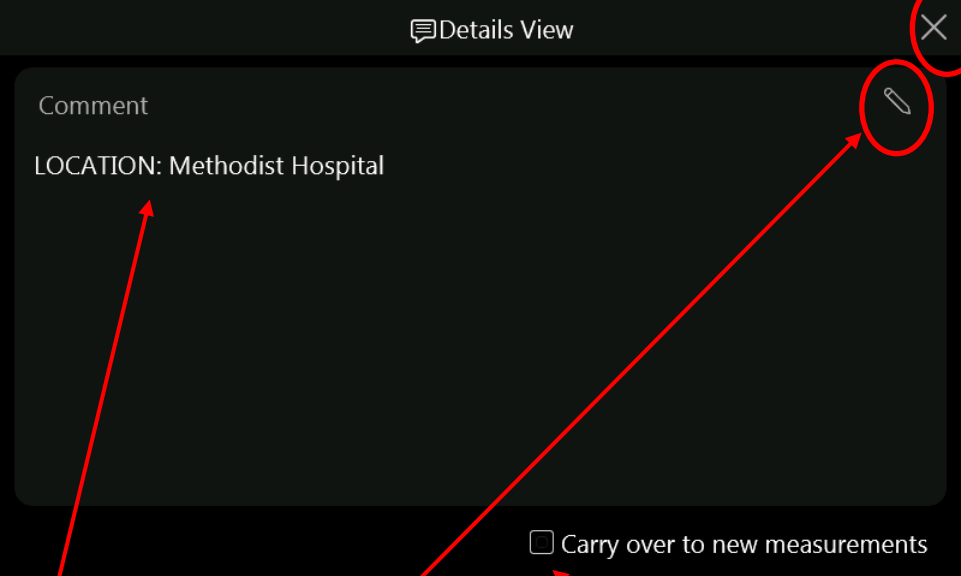 Details View
Comment
LOCATION: Methodist Hospital
Carry over to new measurements